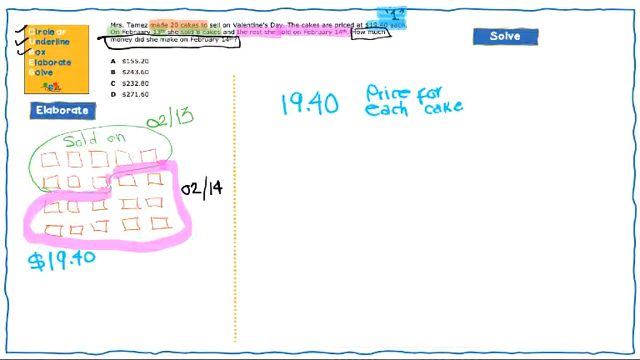 Circle or
Underline
Box
Elaborate
Solve
Mrs. Tamez made 20 cakes to sell on Valentine's Day. The cakes are priced at $19.40 each.
On February 13th she sold 8 cakes and the rest she sold on February 14th. How much
money did she make on February 14th?
"1"
A $155.20
B $243.60
C $232.80
D $271.60
Solve
Elaborate
02/13
Sold on
02/14
$19.40
19.40 Price for
each cake